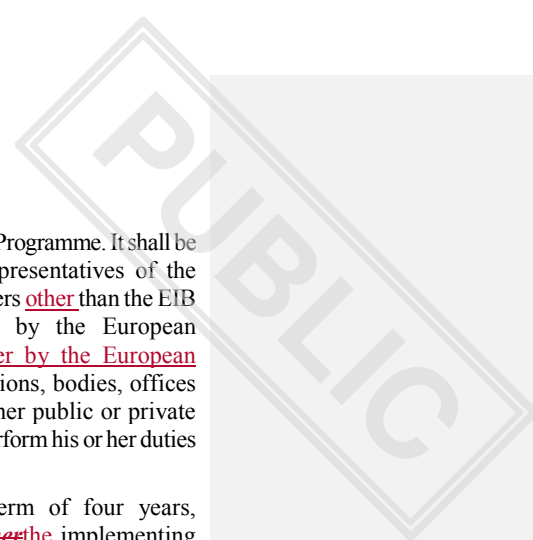 PUBLIC
Programme. It shall be
presentatives of the
ers other than the EIB
by the European
er by the European
ions, bodies, offices
her public or private
rform his or her duties
erm of four years,
erthe implementing